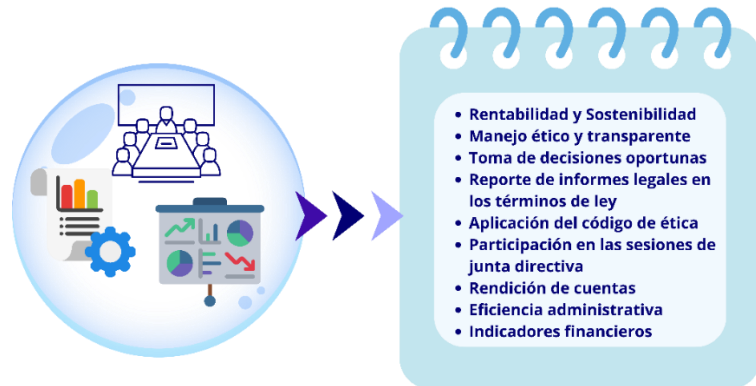 • Rentabilidad y Sostenibilidad
• Manejo ético y transparente
• Toma de decisiones oportunas
• Reporte de informes legales en
los términos de ley
• Aplicación del código de ética
• Participación en las sesiones de
junta directiva
• Rendición de cuentas
• Eficiencia administrativa
• Indicadores financieros